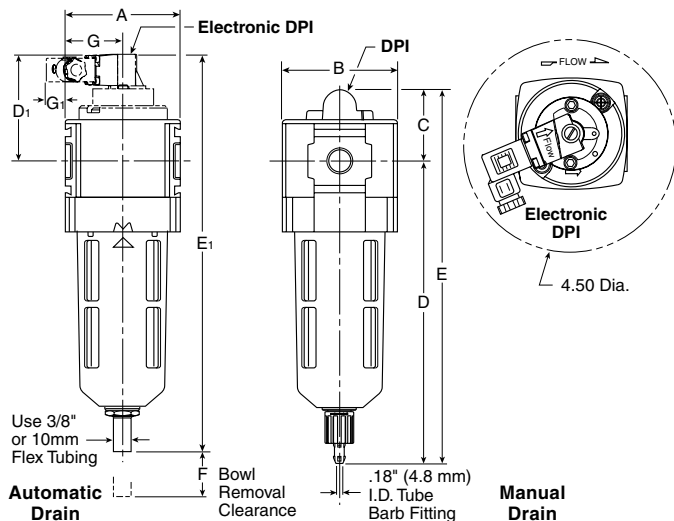 A
G
Electronic DPI
D1
G1
E1
Use 3/8"
or 10mm
Flex Tubing
F
Bowl
Removal
Clearance
Automatic
Drain
DPI
B
C
D
E
.18" (4.8 mm)
I.D. Tube
Barb Fitting
Manual
Drain
FLOW
Flow
Electronic
DPI
4.50 Dia.